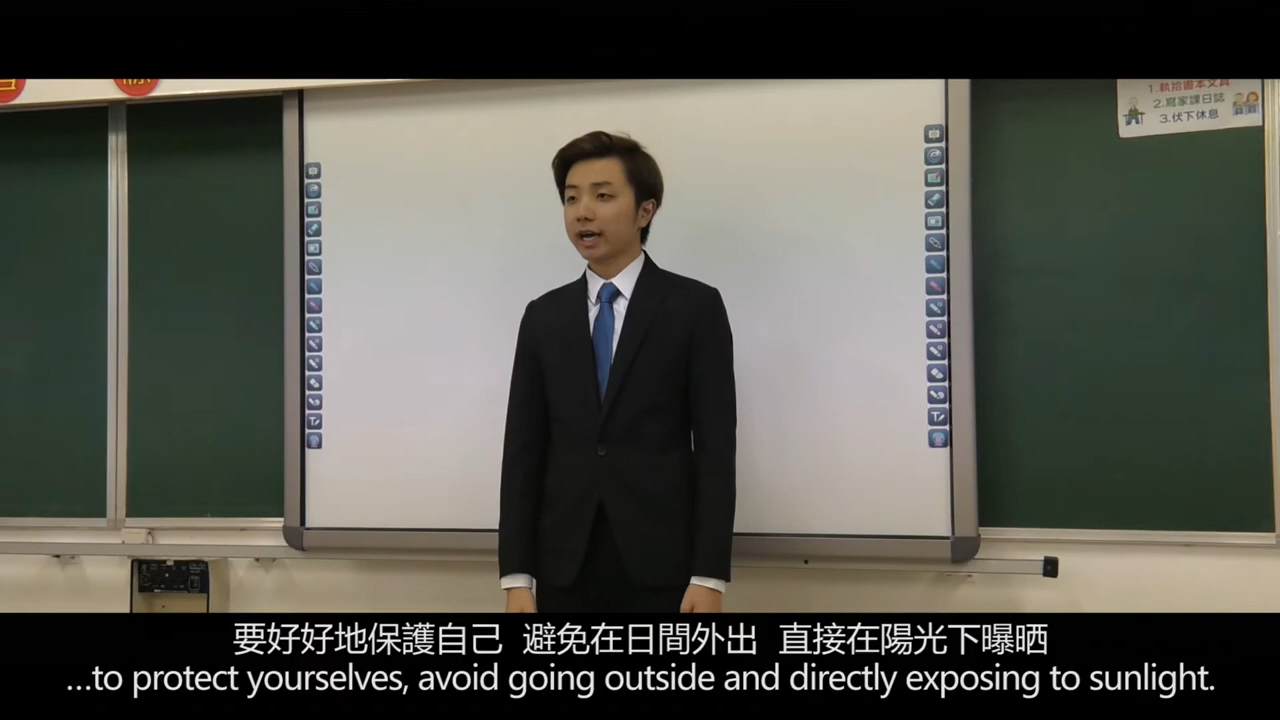 1.執拾書本文具
2.寫家課日誌
3.伏下休息
要好好地保護自己 避免在日間外出 直接在陽光下曝晒
...to protect yourselves, avoid going outside and directly exposing to sunlight.